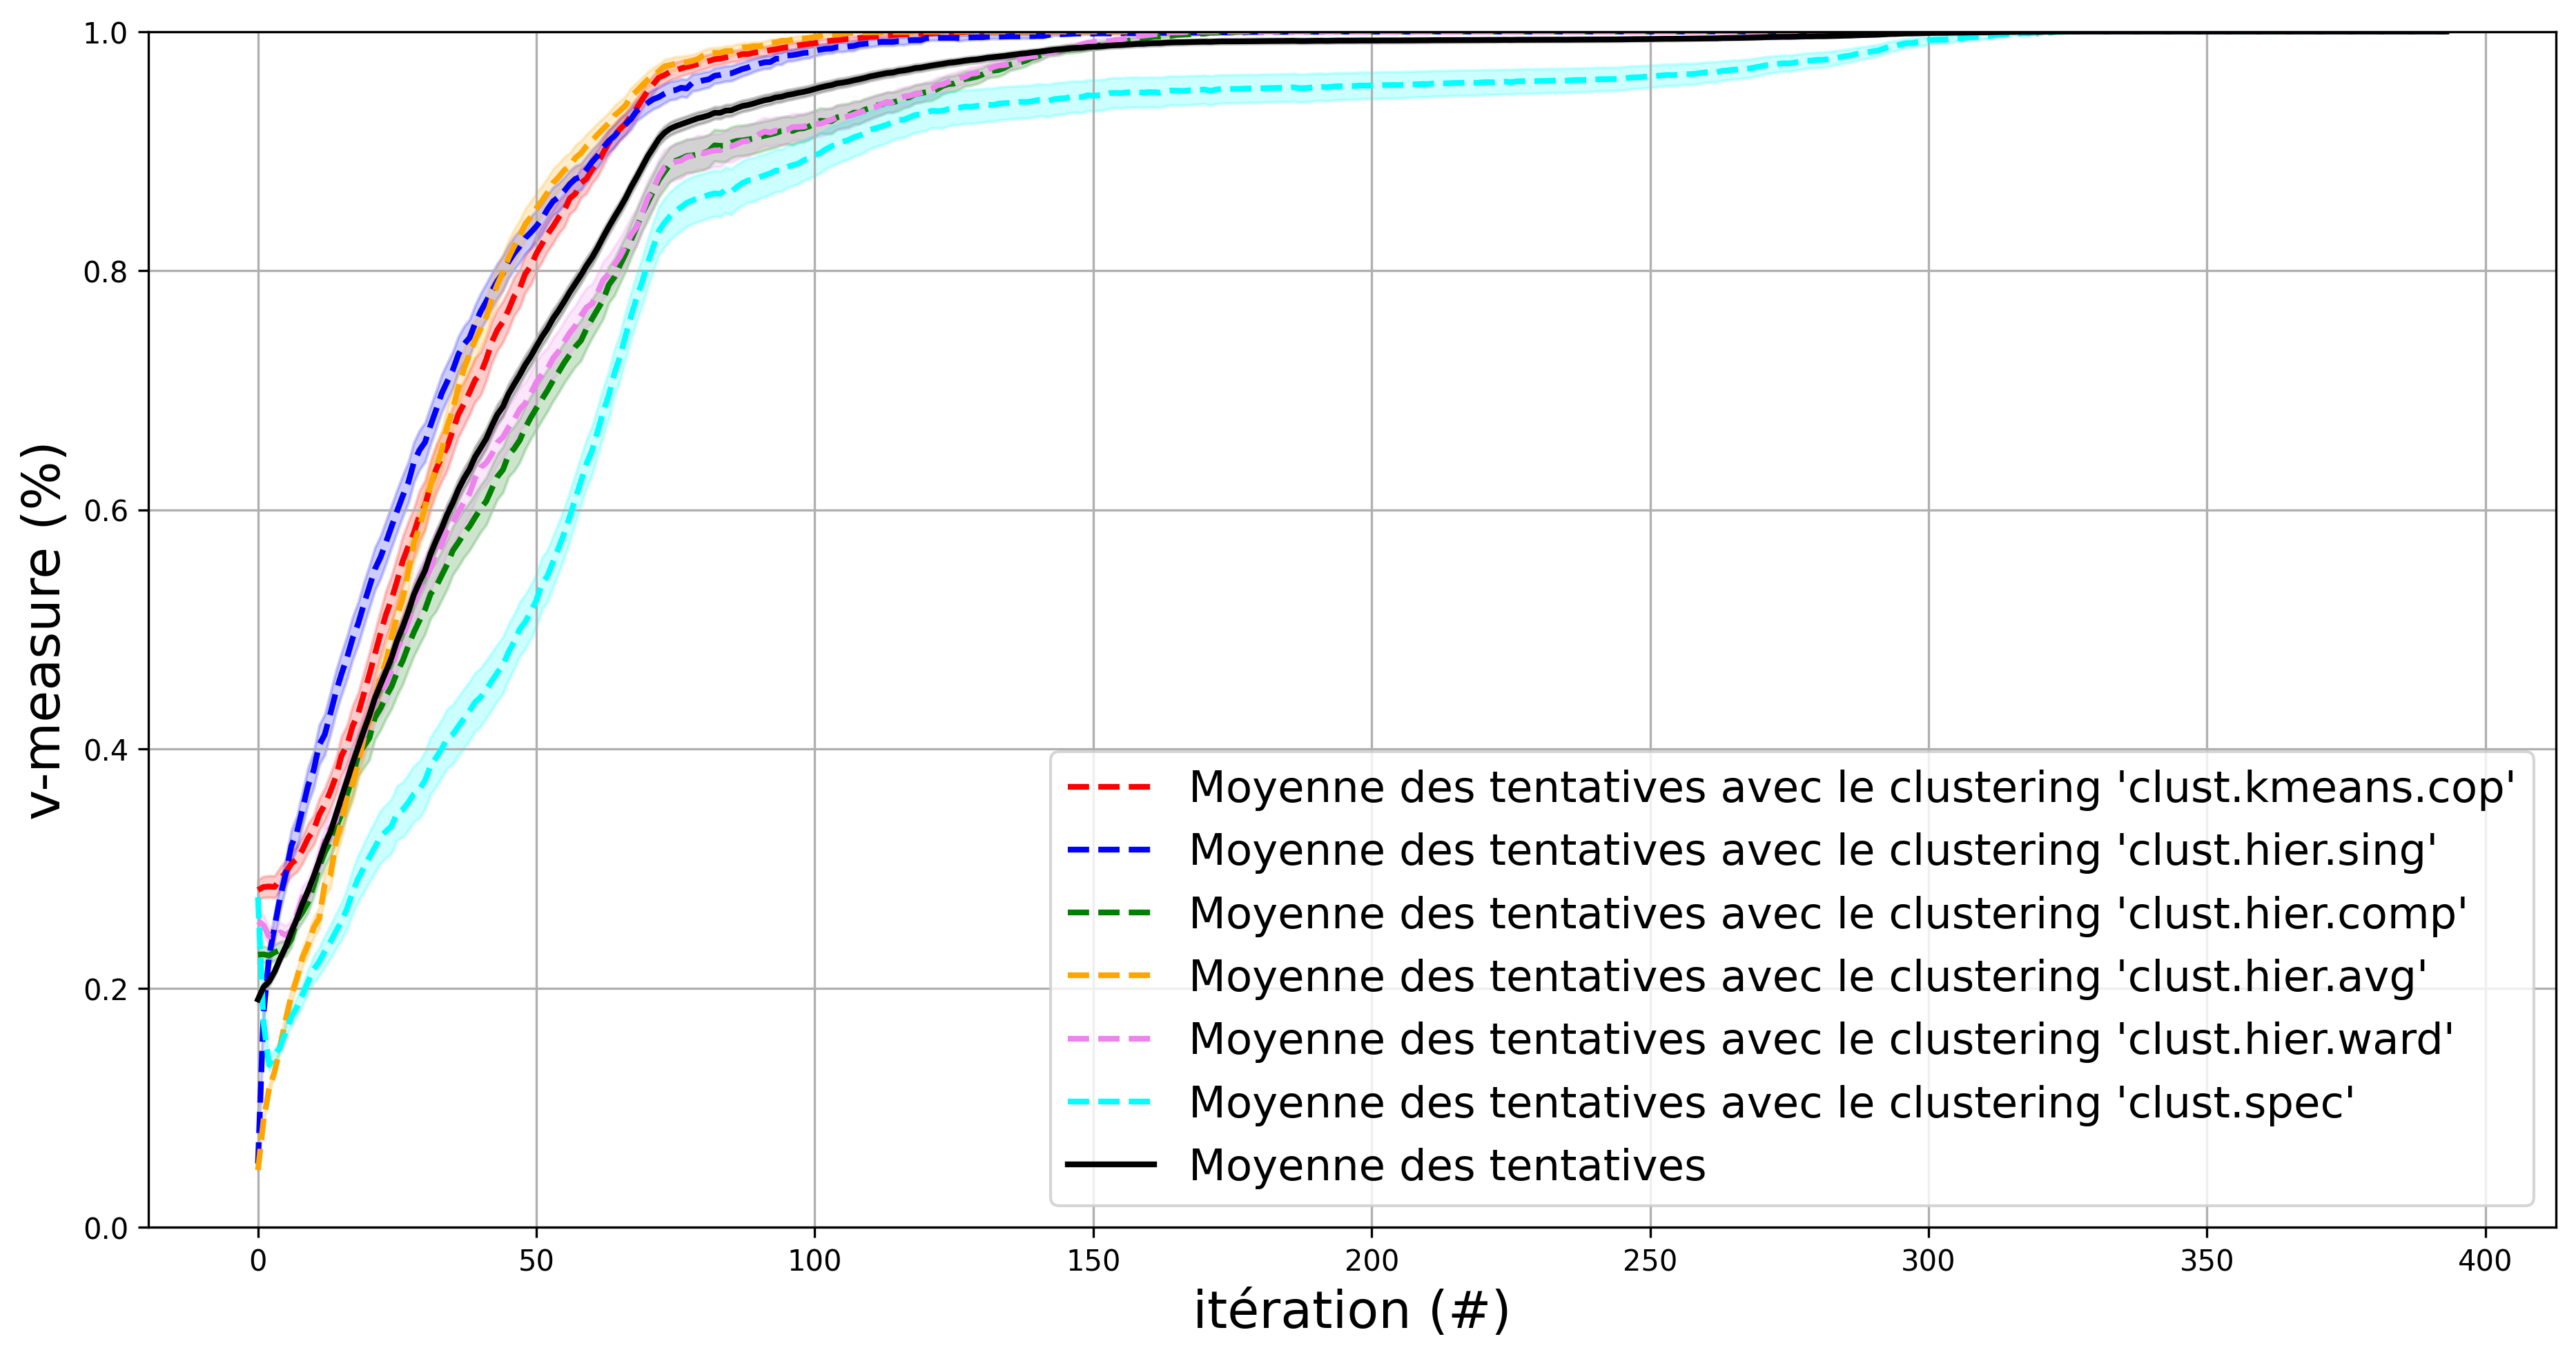 v-measure (%)
1.0
0.8
0.6
0.4
0.2
0.0
0 50 100 150 200 250 300 350 400
itération (#)
Moyenne des tentatives avec le clustering 'clust.kmeans.cop'
Moyenne des tentatives avec le clustering 'clust.hier.sing'
Moyenne des tentatives avec le clustering 'clust.hier.comp'
Moyenne des tentatives avec le clustering 'clust.hier.avg'
Moyenne des tentatives avec le clustering 'clust.hier.ward'
Moyenne des tentatives avec le clustering 'clust.spec'
Moyenne des tentatives